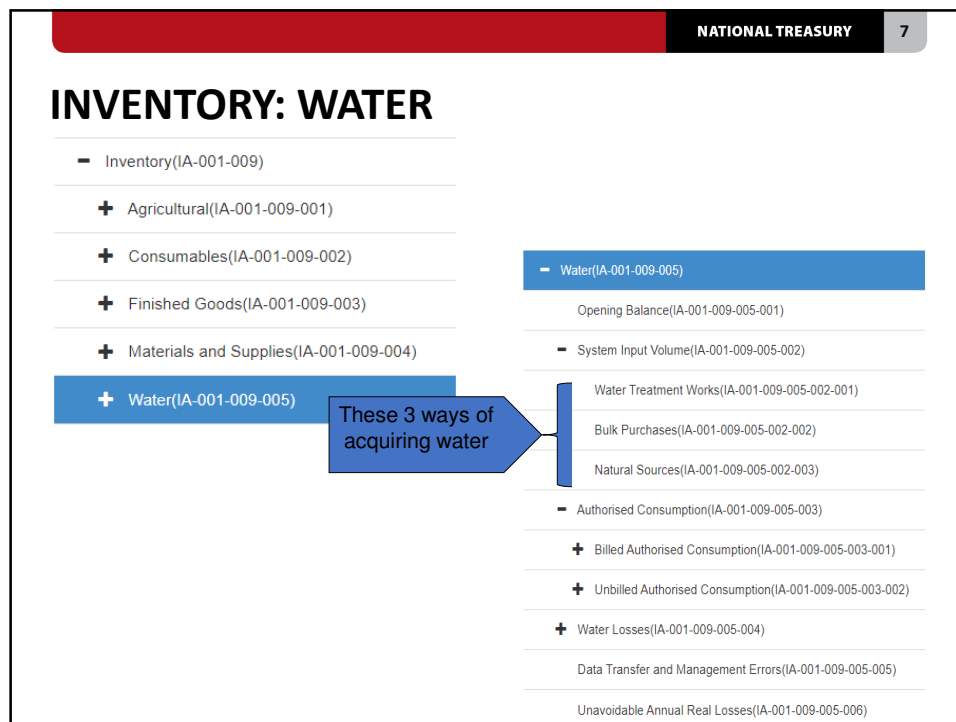 NATIONAL TREASURY 7
INVENTORY: WATER
Inventory(IA-001-009)
Agricultural(IA-001-009-001)
Consumables(IA-001-009-002)
Finished Goods(IA-001-009-003)
Materials and Supplies(IA-001-009-004)
Water(IA-001-009-005)
These 3 ways of
acquiring water
Water(IA-001-009-005)
Opening Balance(IA-001-009-005-001)
System Input Volume(IA-001-009-005-002)
Water Treatment Works(IA-001-009-005-002-001)
Bulk Purchases(IA-001-009-005-002-002)
Natural Sources(IA-001-009-005-002-003)
Authorised Consumption(IA-001-009-005-003)
Billed Authorised Consumption(IA-001-009-005-003-001)
Unbilled Authorised Consumption(IA-001-009-005-003-002)
Water Losses(IA-001-009-005-004)
Data Transfer and Management Errors(IA-001-009-005-005)
Unavoidable Annual Real Losses(IA-001-009-005-006)